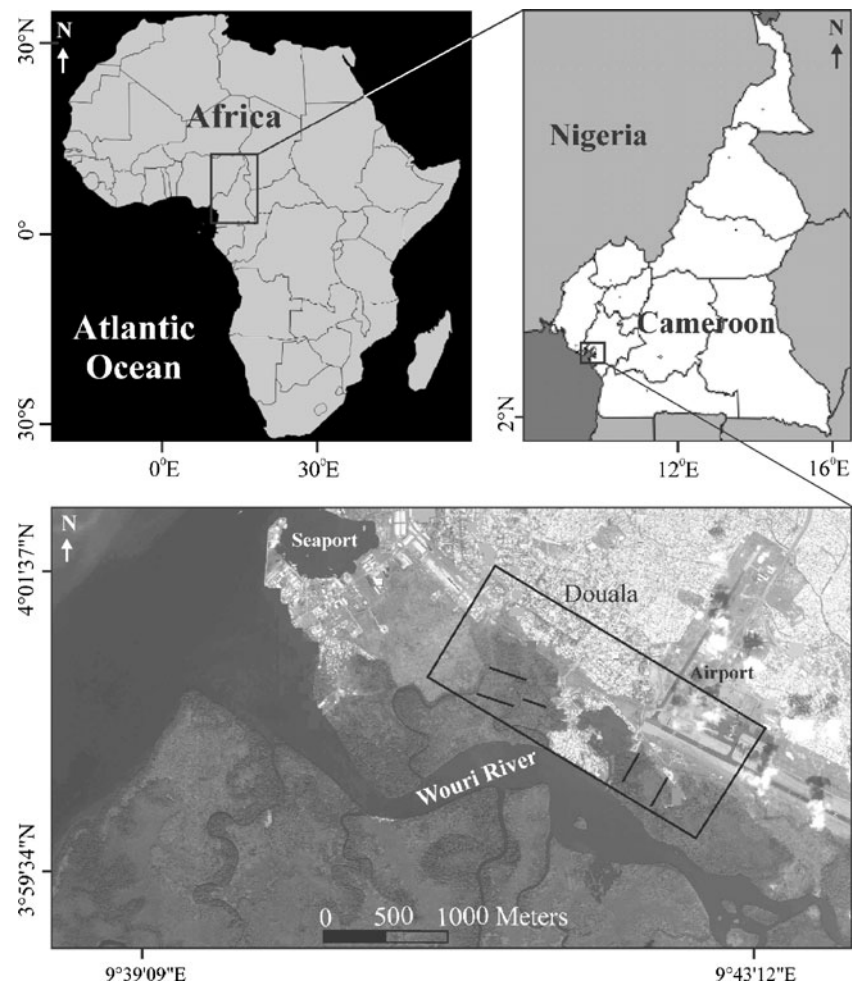 30°N
N
Africa
0°
Atlantic
Ocean
30°S
0°E
30°E
N
Nigeria
Cameroon
2°N
12°E
16°E
N
Seaport
4°01'37"N
Douala
Airport
Wouri River
3°59'34"N
0 500 1000 Meters
9°39'09"E
9°43'12"E